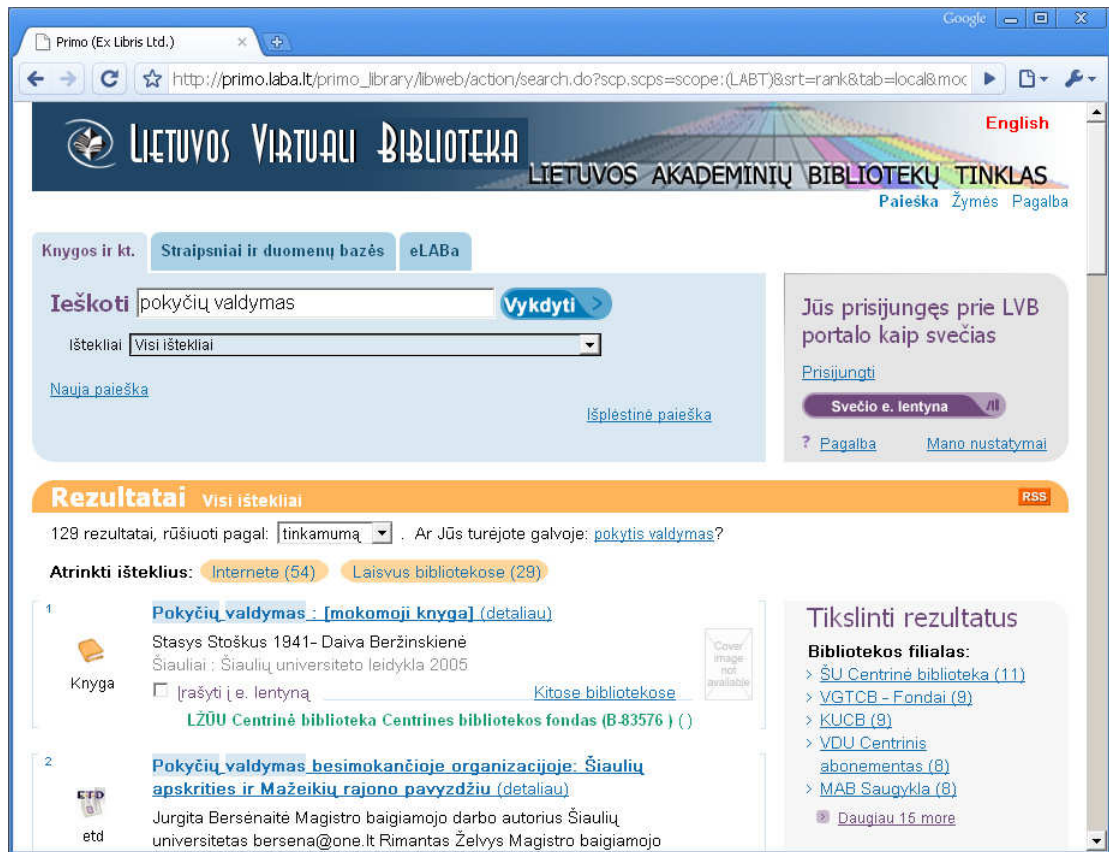 Google
Primo (Ex Libris Ltd.)
http://primo.laba.lt/primo_library/libweb/action/search.do?scp.scps=scope:(LABT)&srt=rank&tab=local&moc
LIETUVOS VIRTUALI BIBLIOTEKA
English
LIETUVOS AKADEMINIŲ BIBLIOTEKŲ TINKLAS
Paieška Žymės Pagalba
Knygos ir kt. Straipsniai ir duomenų bazės eLABa
Ieškoti pokyčių valdymas Vykdyti >
Ištekliai Visi ištekliai
Nauja paieška
Išplėstinė paieška
Jūs prisijungęs prie LVB
portalo kaip svečias
Prisijungti
Svečio e. lentyna
? Pagalba Mano nustatymai
Rezultatai Visi ištekliai RSS
129 rezultatai, rūšiuoti pagal: tinkamumą . Ar Jūs turėjote galvoje: pokytis valdymas?
Atrinkti išteklius: Internete (54) Laisvus bibliotekose (29)
1
Pokyčių valdymas : [mokomoji knyga] (detaliau)
Stasys Stoškus 1941- Daiva Beržinskienė
Šiauliai : Šiaulių universiteto leidykla 2005
Knyga
Įrašyti į e. lentyną Kitose bibliotekose
LŽŪU Centrinė biblioteka Centrines bibliotekos fondas (B-83576 ) ( )
Cover
image
not
available
2
Pokyčių valdymas besimokančioje organizacijoje: Šiaulių
apskrities ir Mažeikių rajono pavyzdžiu (detaliau)
ETD
etd
Jurgita Bersėnaitė Magistro baigiamojo darbo autorius Šiaulių
universitetas bersena@one.lt Rimantas Želvys Magistro baigiamojo
Tikslinti rezultatus
Bibliotekos filialas:
> ŠU Centrinė biblioteka (11)
> VGTCB - Fondai (9)
> KUCB (9)
> VDU Centrinis
abonementas (8)
> MAB Saugykla (8)
Daugiau 15 more